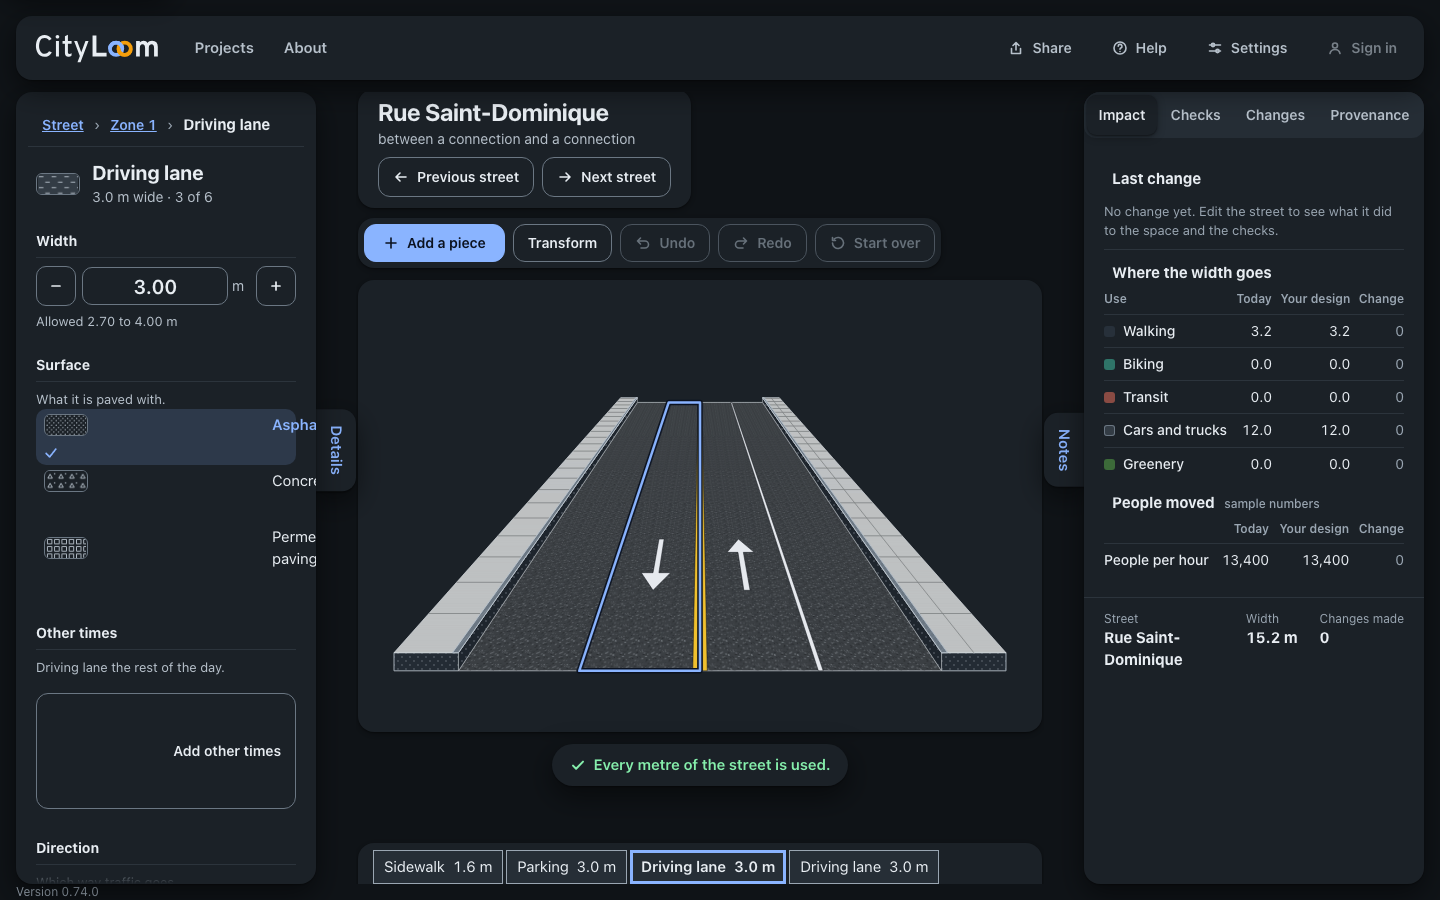 CityLoom
Projects
About
Share
Help
Settings
Sign in
Street › Zone 1 › Driving lane
Driving lane
3.0 m wide · 3 of 6
Width
− 3.00 m +
Allowed 2.70 to 4.00 m
Surface
What it is paved with.
Aspha
Concre
Perme
paving
Other times
Driving lane the rest of the day.
Add other times
Direction
Which way traffic goes
Version 0.74.0
Details
Rue Saint-Dominique
between a connection and a connection
Previous street
Next street
Add a piece
Transform
Undo
Redo
Start over
Every metre of the street is used.
Sidewalk 1.6 m
Parking 3.0 m
Driving lane 3.0 m
Driving lane 3.0 m
Notes
Impact
Checks
Changes
Provenance
Last change
No change yet. Edit the street to see what it did
to the space and the checks.
Where the width goes
Use Today Your design Change
Walking 3.2 3.2 0
Biking 0.0 0.0 0
Transit 0.0 0.0 0
Cars and trucks 12.0 12.0 0
Greenery 0.0 0.0 0
People moved sample numbers
Today Your design Change
People per hour 13,400 13,400 0
Street Width Changes made
Rue Saint- 15.2 m 0
Dominique